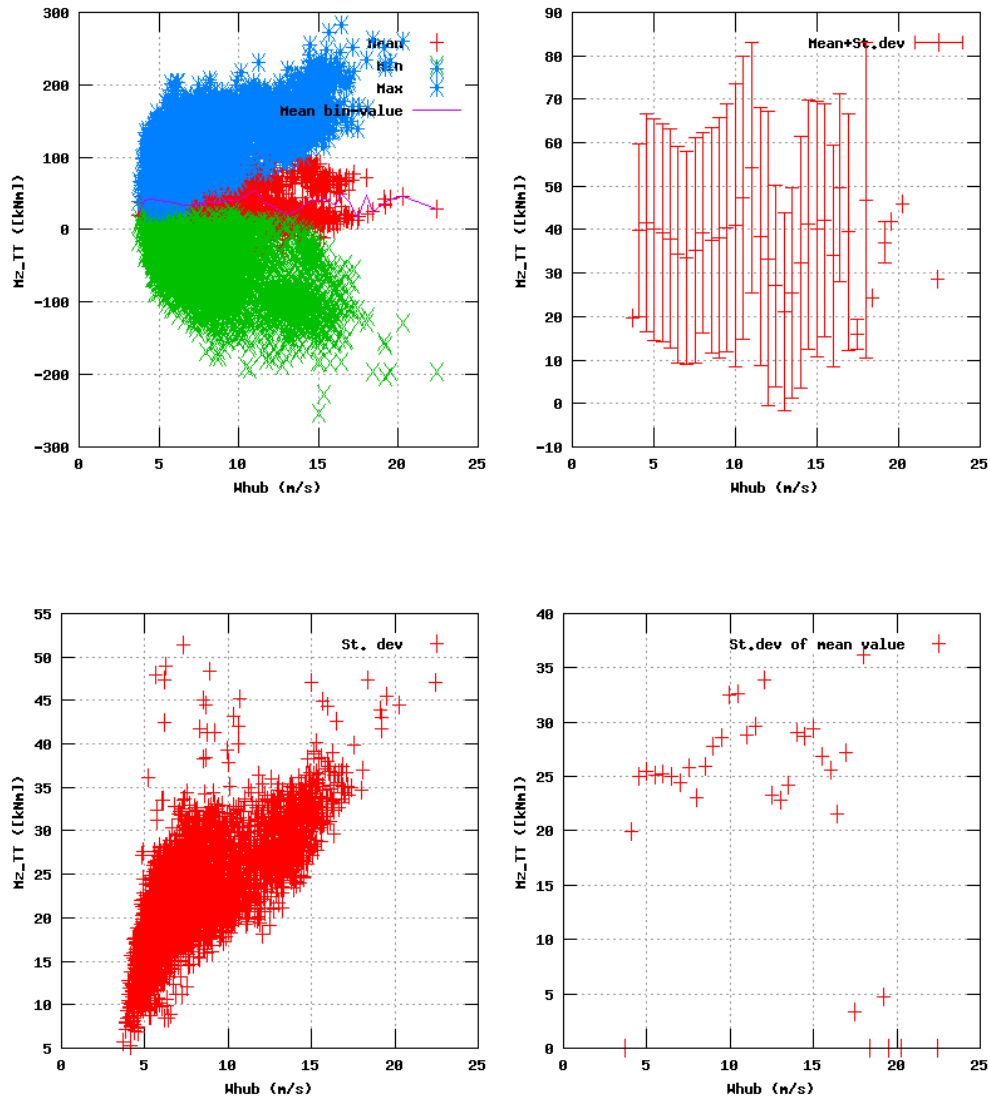 300
200
100
0
-100
-200
-300
0 5 10 15 20 25
Mz_TT ([kNm])
Whub (m/s)
Mean
Min
Max
Mean bin-value
90
80
70
60
50
40
30
20
10
0
-10
0 5 10 15 20 25
Mz_TT ([kNm])
Whub (m/s)
Mean+St.dev
55
50
45
40
35
30
25
20
15
10
5
0 5 10 15 20 25
Mz_TT ([kNm])
Whub (m/s)
St. dev
40
35
30
25
20
15
10
5
0
0 5 10 15 20 25
Mz_TT ([kNm])
Whub (m/s)
St.dev of mean value